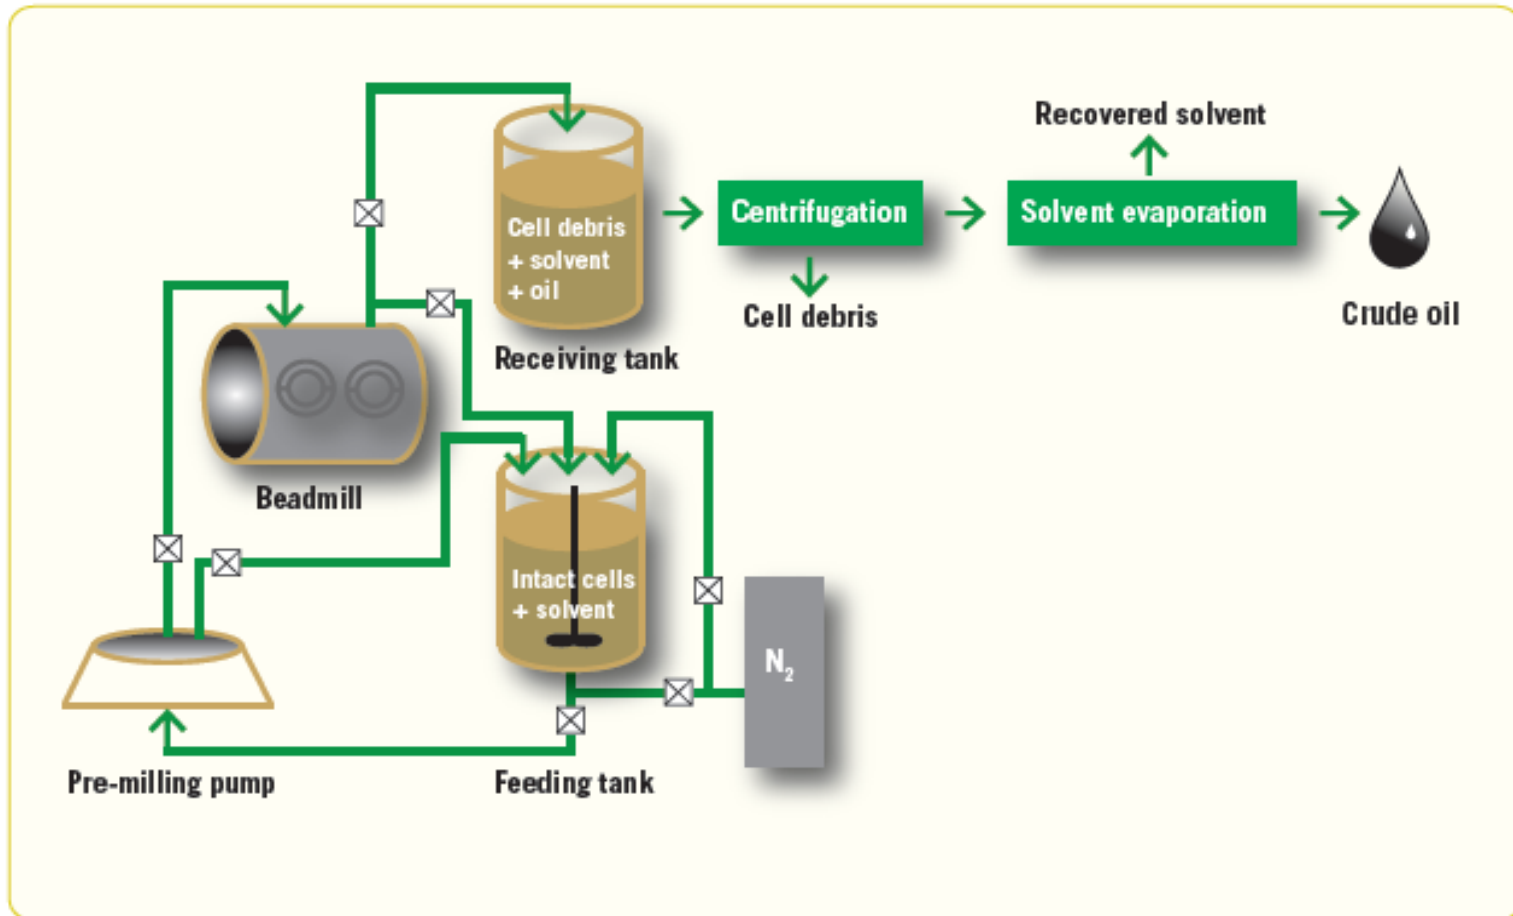 Recovered solvent
Centrifugation
Solvent evaporation
Cell debris
+ solvent
+ oil
Cell debris
Crude oil
Receiving tank
Beadmill
Intact cells
+ solvent
N₂
Pre-milling pump
Feeding tank